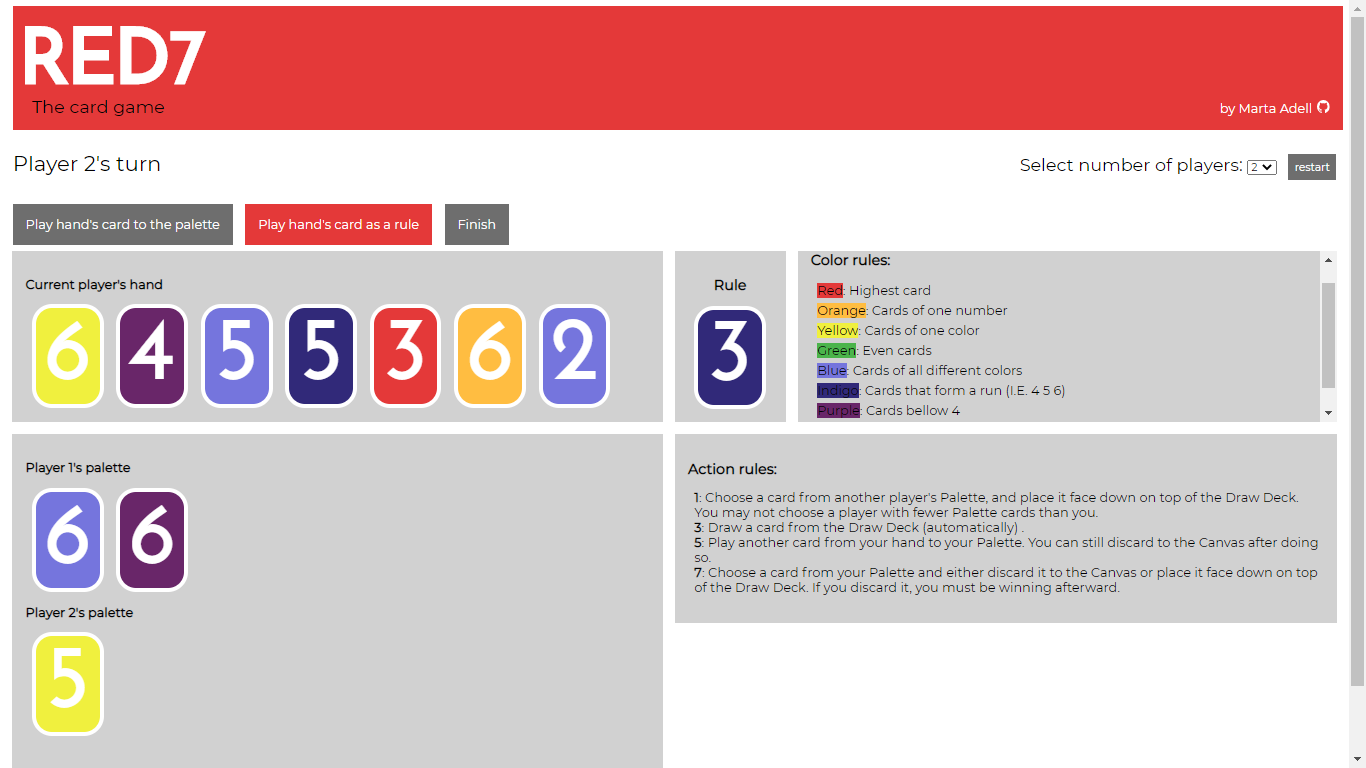 RED7
The card game
by Marta Adell
Player 2's turn
Select number of players: 2 restart
Play hand's card to the palette Play hand's card as a rule Finish
Current player's hand
6 4 5 5 3 6 2
Rule
3
Color rules:
Red: Highest card
Orange: Cards of one number
Yellow: Cards of one color
Green: Even cards
Blue: Cards of all different colors
Indigo: Cards that form a run (I.E. 4 5 6)
Purple: Cards bellow 4
Player 1's palette
6 6
Player 2's palette
5
Action rules:
1: Choose a card from another player's Palette, and place it face down on top of the Draw Deck.
You may not choose a player with fewer Palette cards than you.
3: Draw a card from the Draw Deck (automatically) .
5: Play another card from your hand to your Palette. You can still discard to the Canvas after doing
so.
7: Choose a card from your Palette and either discard it to the Canvas or place it face down on top
of the Draw Deck. If you discard it, you must be winning afterward.